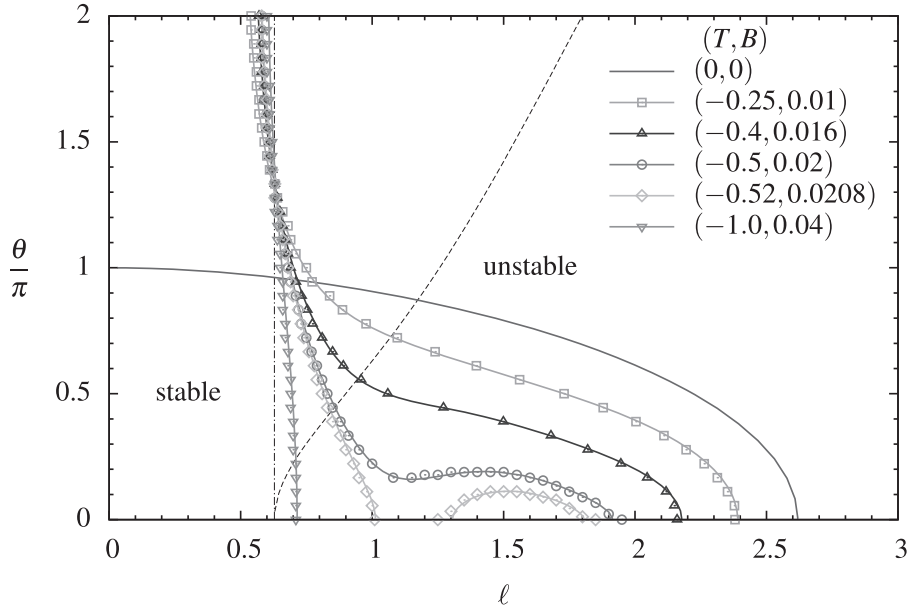 2
1.5
1
0.5
0
θ
π
stable
unstable
(T, B)
(0, 0)
(−0.25, 0.01)
(−0.4, 0.016)
(−0.5, 0.02)
(−0.52, 0.0208)
(−1.0, 0.04)
0 0.5 1 1.5 2 2.5 3
ℓ